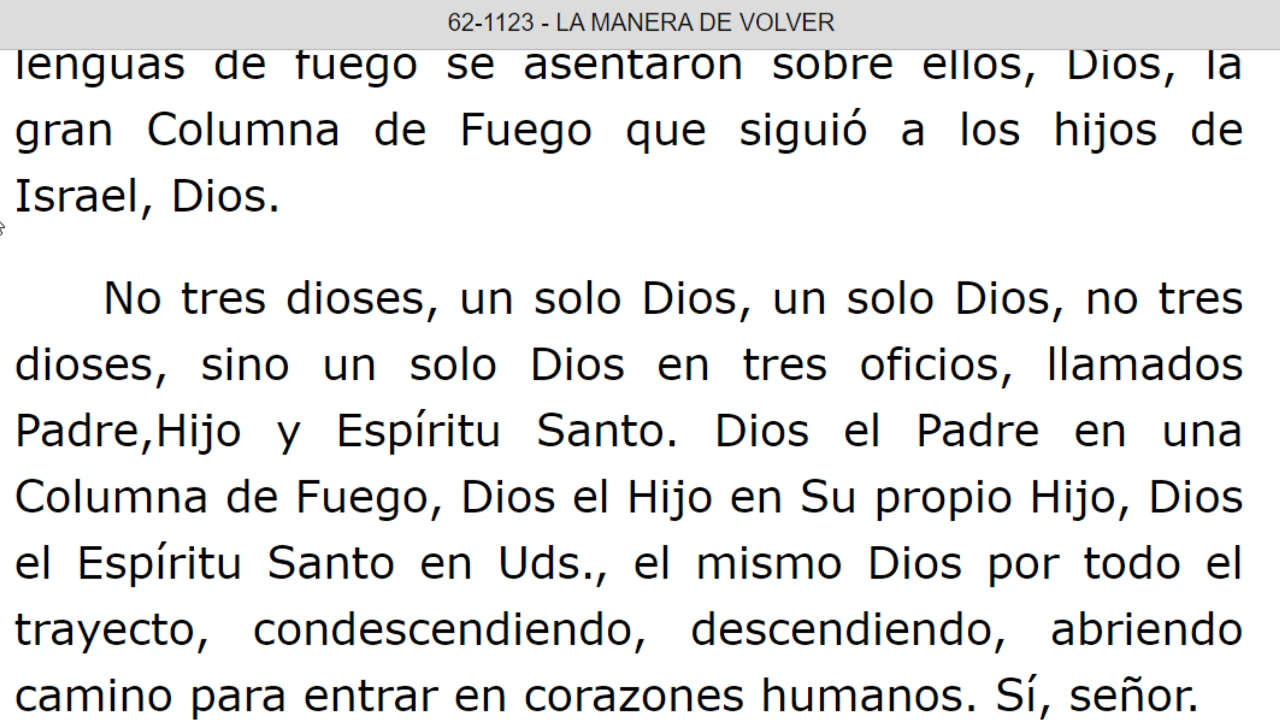 62-1123 - LA MANERA DE VOLVER
lenguas de fuego se asentaron sobre ellos, Dios, la
gran Columna de Fuego que siguió a los hijos de
Israel, Dios.
No tres dioses, un solo Dios, un solo Dios, no tres
dioses, sino un solo Dios en tres oficios, llamados
Padre,Hijo y Espíritu Santo. Dios el Padre en una
Columna de Fuego, Dios el Hijo en Su propio Hijo, Dios
el Espíritu Santo en Uds., el mismo Dios por todo el
trayecto, condescendiendo, descendiendo, abriendo
camino para entrar en corazones humanos. Sí, señor.